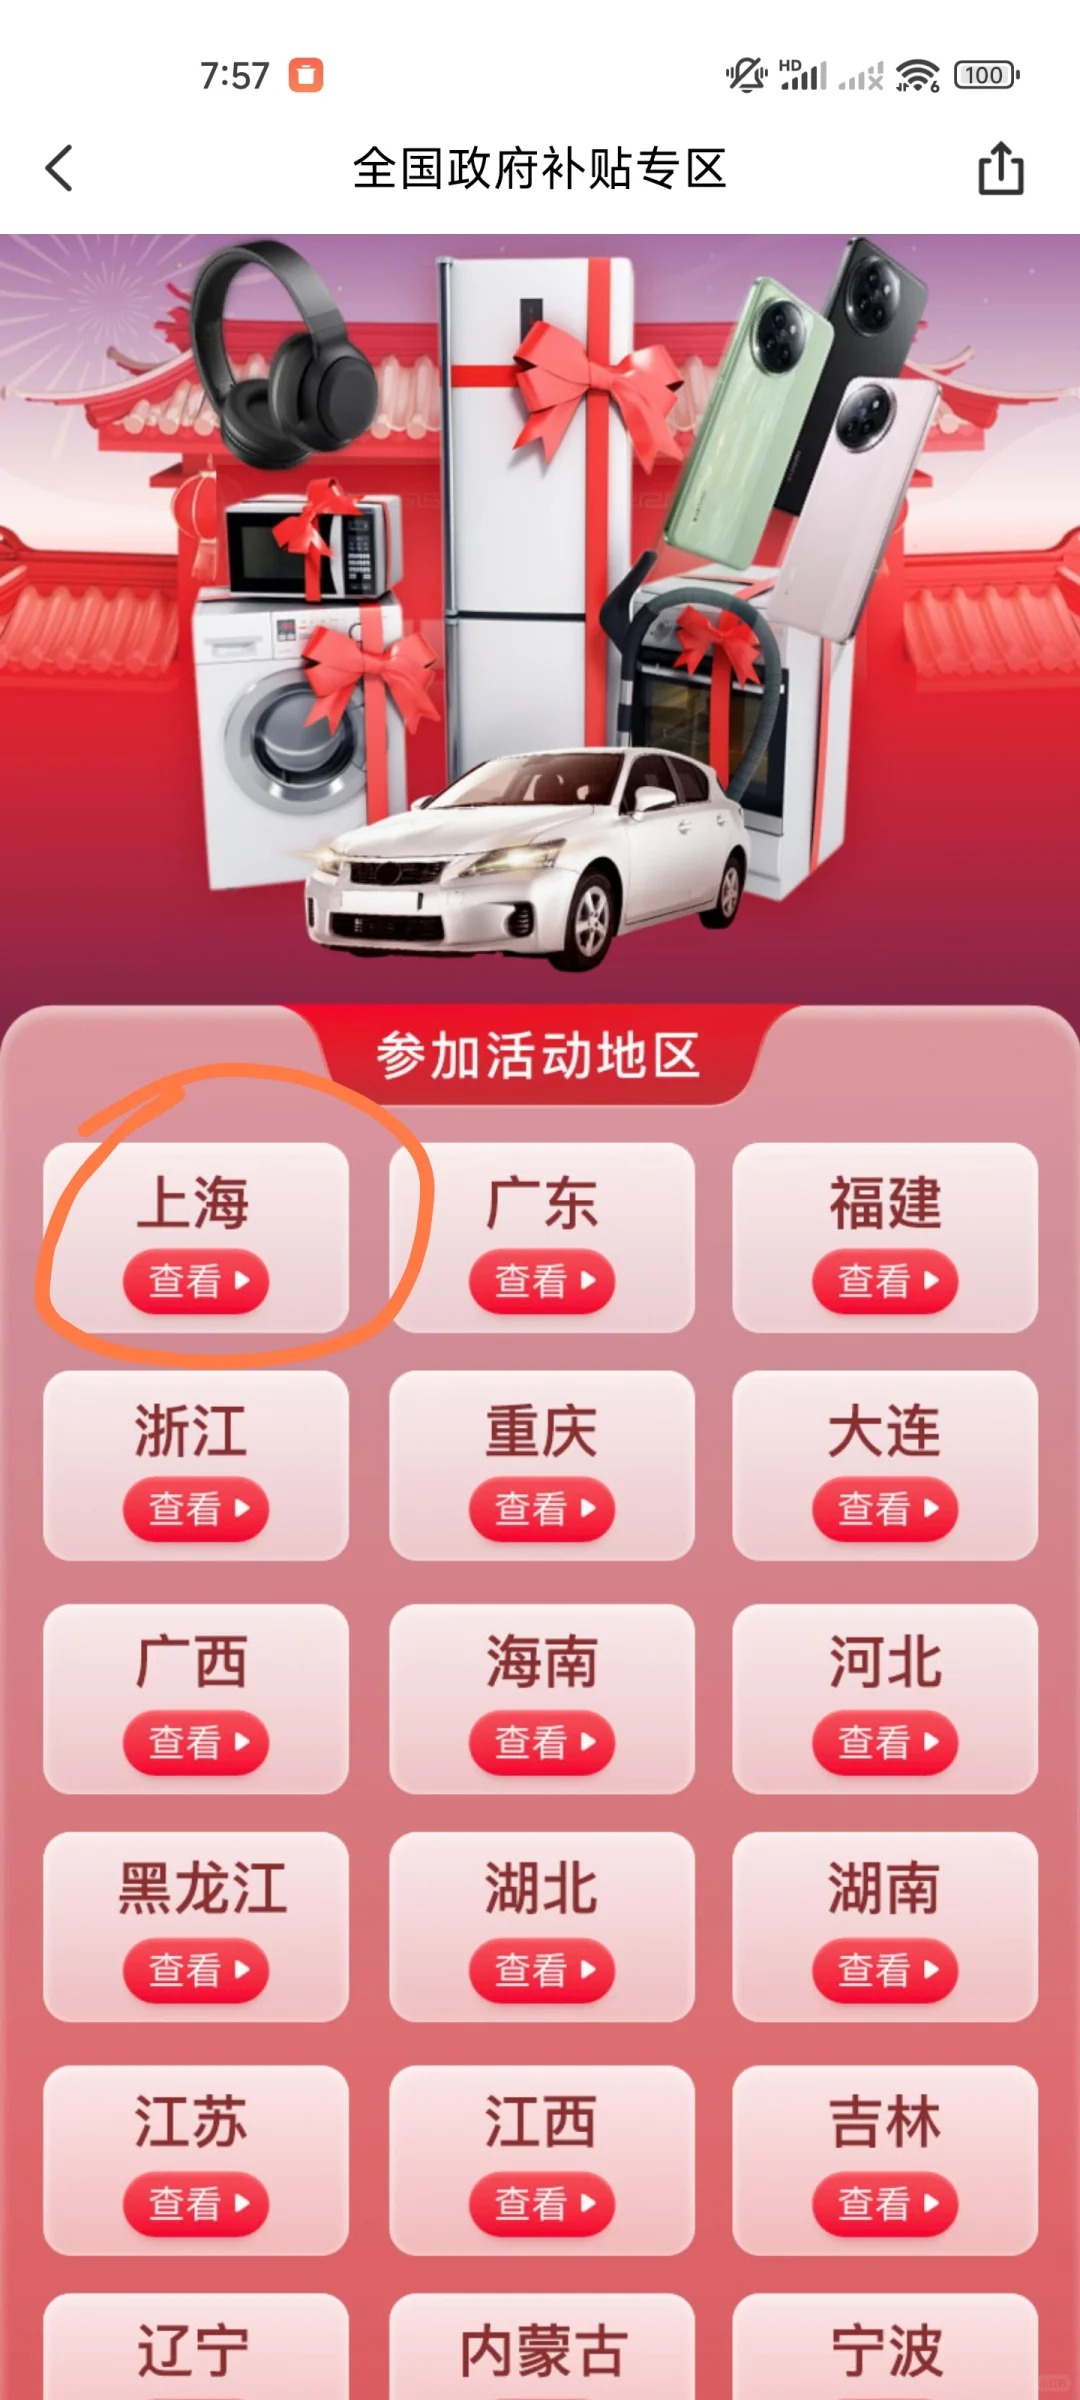 7:57
HD
6
100
全国政府补贴专区
参加活动地区
上海
广东
福建
查看
查看
查看
浙江
重庆
大连
查看
查看
查看
广西
海南
河北
查看
查看
查看
黑龙江
湖北
湖南
查看
查看
查看
江苏
江西
吉林
查看
查看
查看
辽宁
内蒙古
宁波